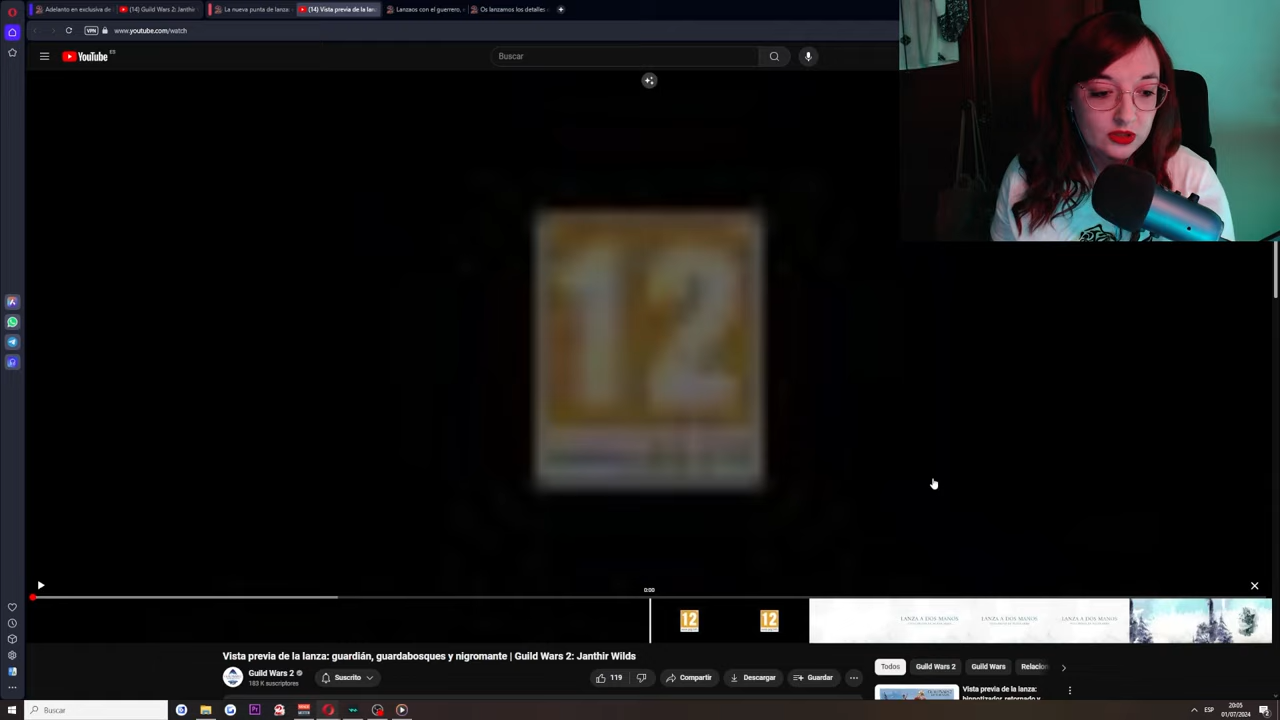 Adelanto en exclusiva de
(14) Guild Wars 2: Janthir
La nueva punta de lanza
(14) Vista previa de la lan
Lanzaos con el guerrero,
Os lanzamos los detalles
VPN
www.youtube.com/watch
YouTube ES
Buscar
12
0:00
12
12
LANZA A DOS MANOS
LANZA A DOS MANOS
LANZA A DOS MANOS
Vista previa de la lanza: guardián, guardabosques y nigromante | Guild Wars 2: Janthir Wilds
Guild Wars 2
183 K suscriptores
Suscrito
119
Compartir
Descargar
Guardar
Todos
Guild Wars 2
Guild Wars
Relacion
Vista previa de la lanza:
hipnotizador, retornado y
Buscar
ESP
20:05
01/07/2024